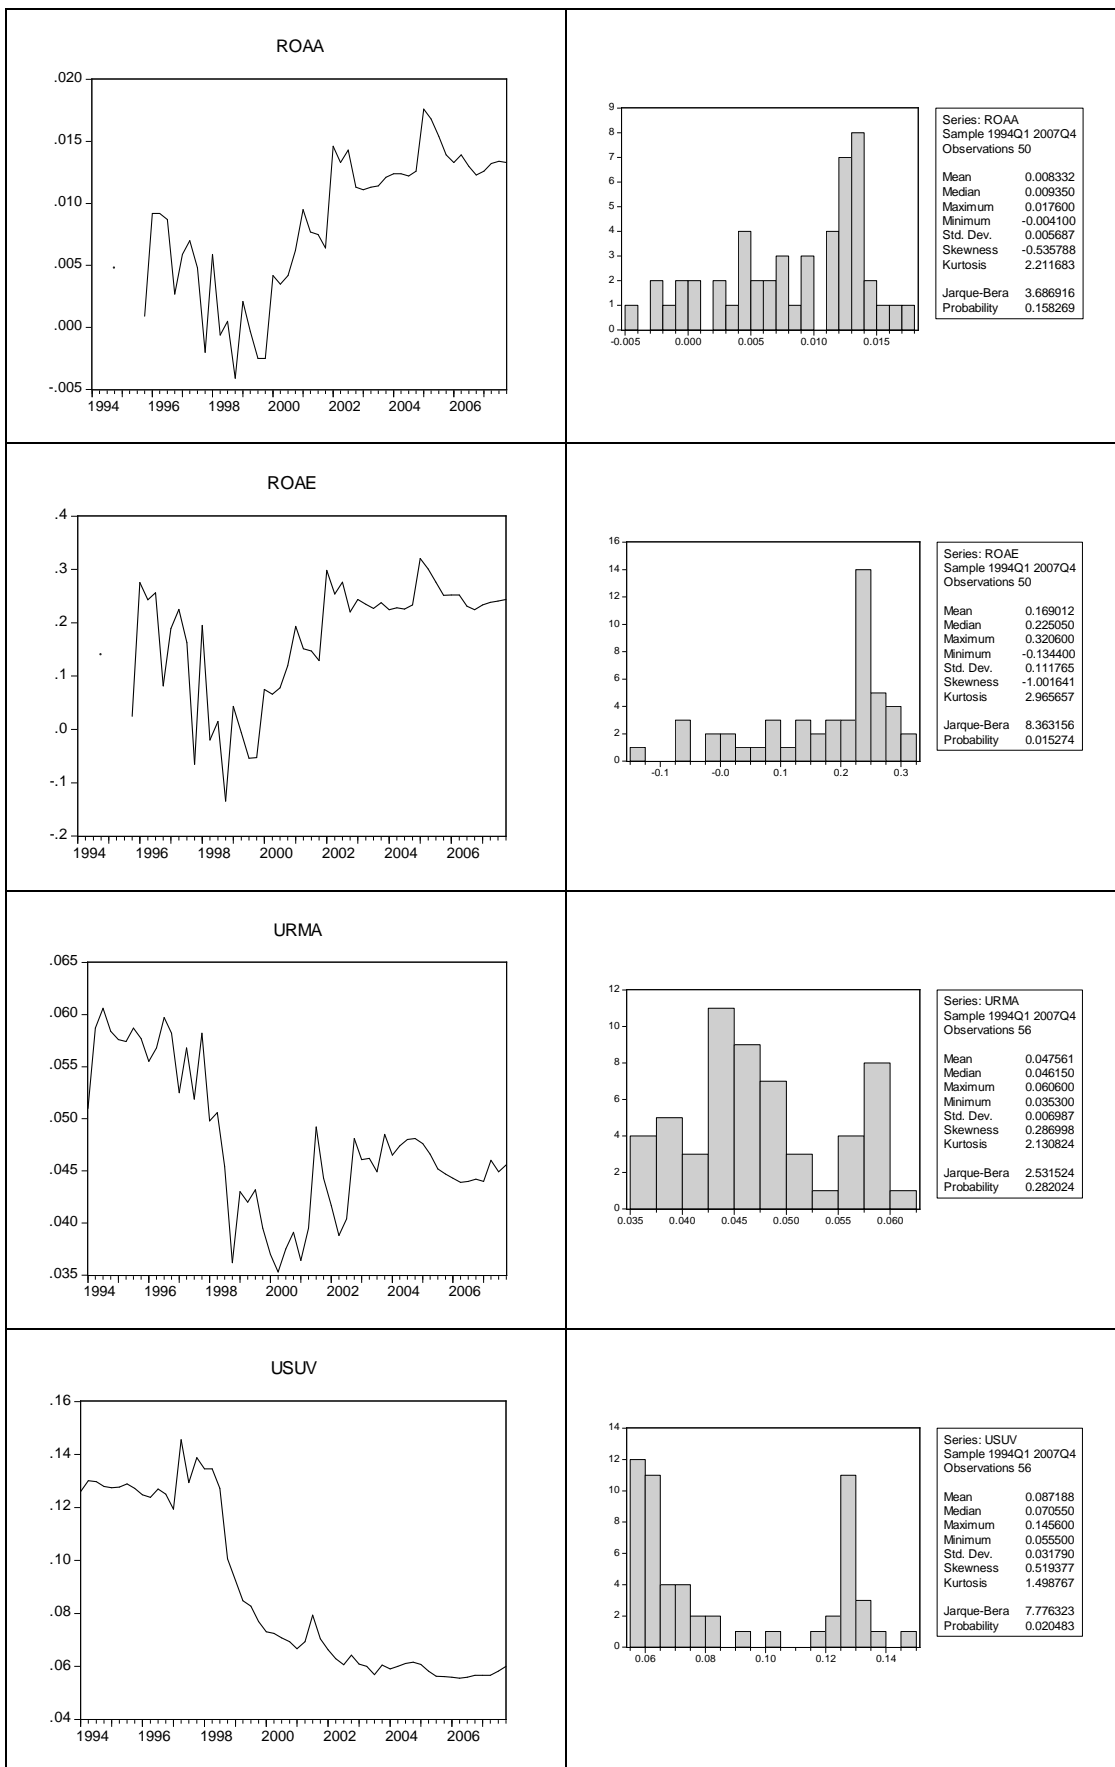 ROAA
.020
.015
.010
.005
.000
-.005
1994 1996 1998 2000 2002 2004 2006
9
8
7
6
5
4
3
2
1
0
-0.005 0.000 0.005 0.010 0.015
Series: ROAA
Sample 1994Q1 2007Q4
Observations 50
Mean 0.008332
Median 0.009350
Maximum 0.017600
Minimum -0.004100
Std. Dev. 0.005687
Skewness -0.535788
Kurtosis 2.211683
Jarque-Bera 3.686916
Probability 0.158269
ROAE
.4
.3
.2
.1
.0
-.1
-.2
1994 1996 1998 2000 2002 2004 2006
16
14
12
10
8
6
4
2
0
-0.1 -0.0 0.1 0.2 0.3
Series: ROAE
Sample 1994Q1 2007Q4
Observations 50
Mean 0.169012
Median 0.225050
Maximum 0.320600
Minimum -0.134400
Std. Dev. 0.111765
Skewness -1.001641
Kurtosis 2.965657
Jarque-Bera 8.363156
Probability 0.015274
URMA
.065
.060
.055
.050
.045
.040
.035
1994 1996 1998 2000 2002 2004 2006
12
10
8
6
4
2
0
0.035 0.040 0.045 0.050 0.055 0.060
Series: URMA
Sample 1994Q1 2007Q4
Observations 56
Mean 0.047561
Median 0.046150
Maximum 0.060600
Minimum 0.035300
Std. Dev. 0.006987
Skewness 0.286998
Kurtosis 2.130824
Jarque-Bera 2.531524
Probability 0.282024
USUV
.16
.14
.12
.10
.08
.06
.04
1994 1996 1998 2000 2002 2004 2006
14
12
10
8
6
4
2
0
0.06 0.08 0.10 0.12 0.14
Series: USUV
Sample 1994Q1 2007Q4
Observations 56
Mean 0.087188
Median 0.070550
Maximum 0.145600
Minimum 0.055500
Std. Dev. 0.031790
Skewness 0.519377
Kurtosis 1.498767
Jarque-Bera 7.776323
Probability 0.020483